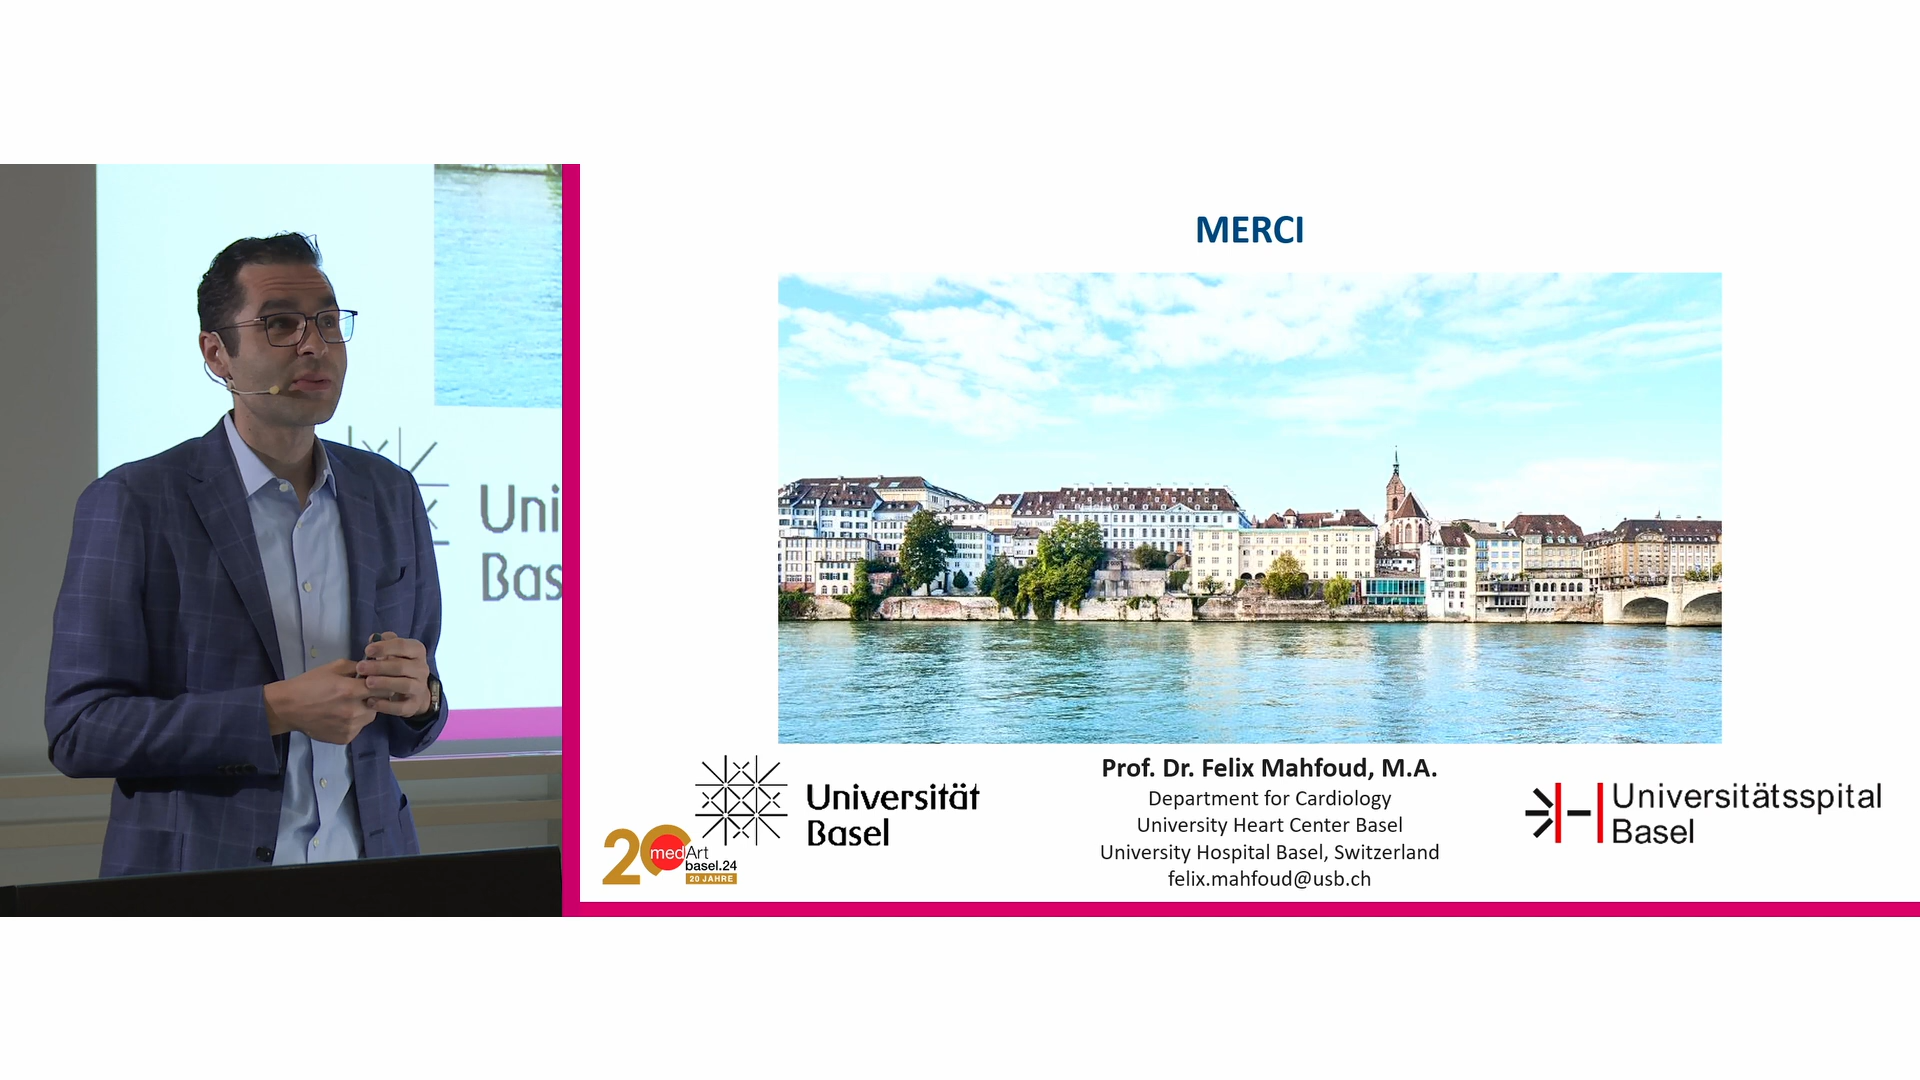 MERCI
Uni
Bas
Universität
Basel
20
medArt
basel.24
20 JAHRE
Prof. Dr. Felix Mahfoud, M.A.
Department for Cardiology
University Heart Center Basel
University Hospital Basel, Switzerland
felix.mahfoud@usb.ch
Universitätsspital
Basel